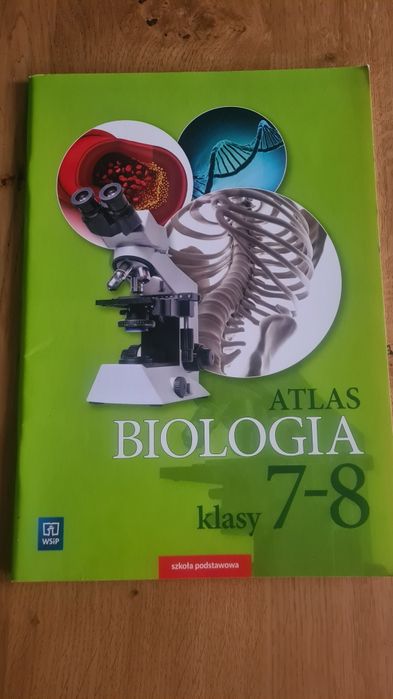 ATLAS
BIOLOGIA
klasy 7-8
WSiP
szkoła podstawowa